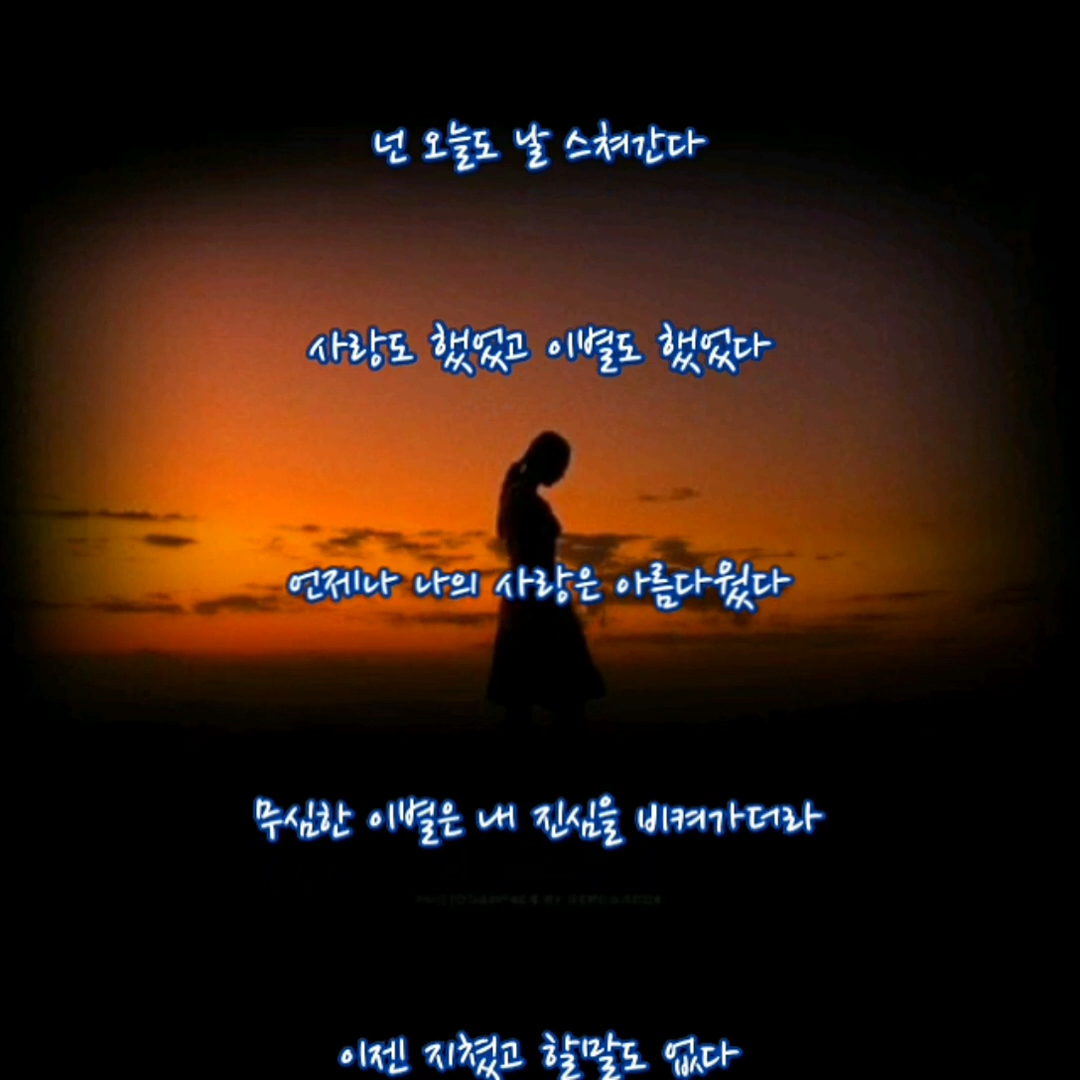 넌 오늘도 날 스쳐간다
사랑도 했었고 이별도 했었다
언제나 나의 사랑은 아름다웠다
무심한 이별은 내 진심을 비켜가더라
이젠 지쳤고 할말도 없다